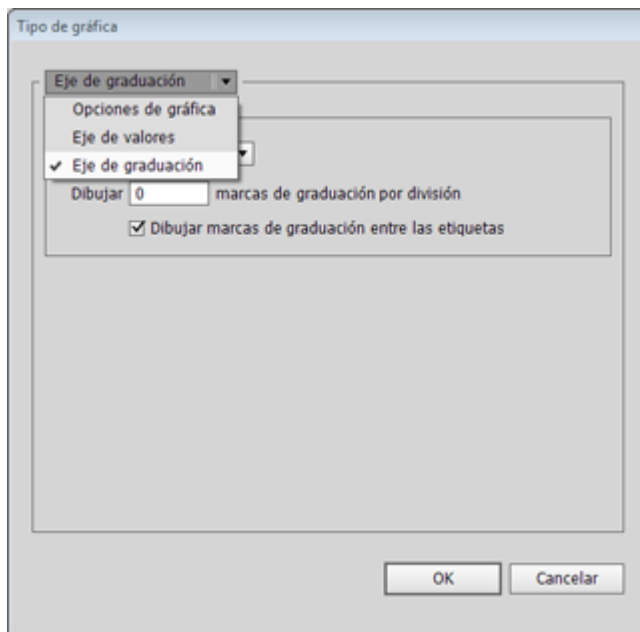 Tipo de gráfica
Eje de graduación
Opciones de gráfica
Eje de valores
Eje de graduación
Dibujar 0 marcas de graduación por división
Dibujar marcas de graduación entre las etiquetas
OK Cancelar